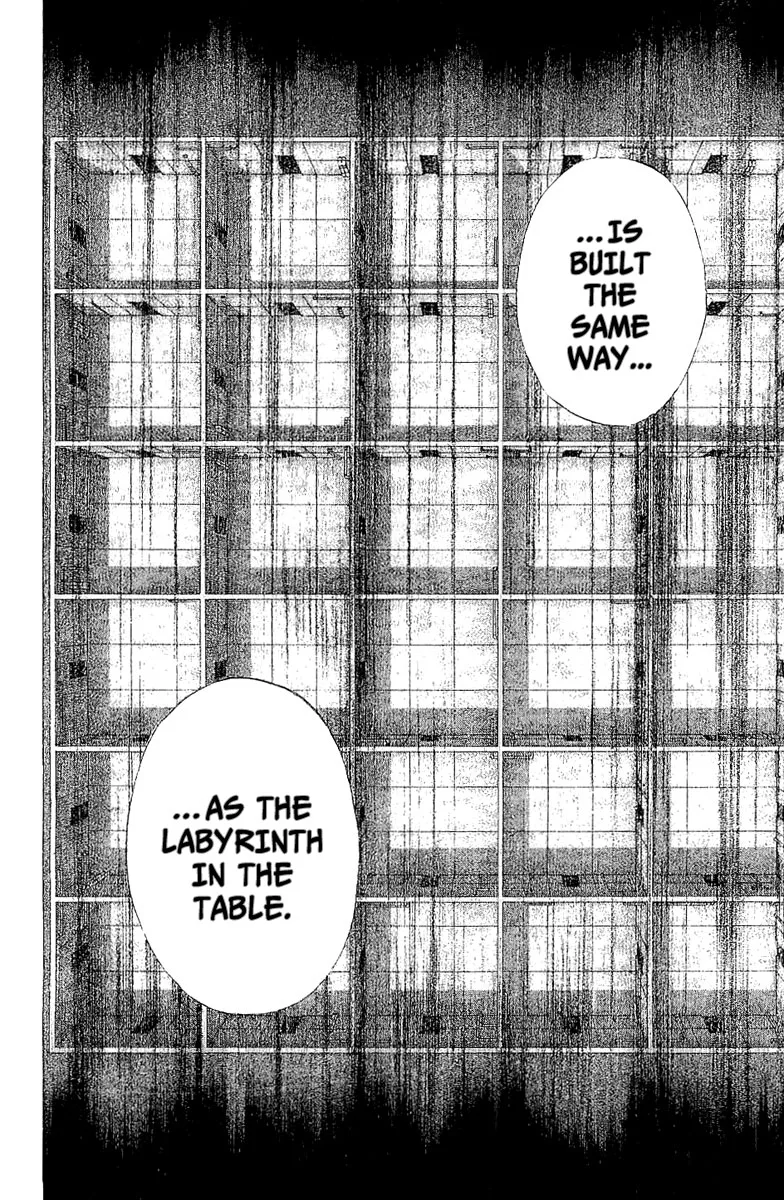 ...IS
BUILT
THE
SAME
WAY...
...AS THE
LABYRINTH
IN THE
TABLE.